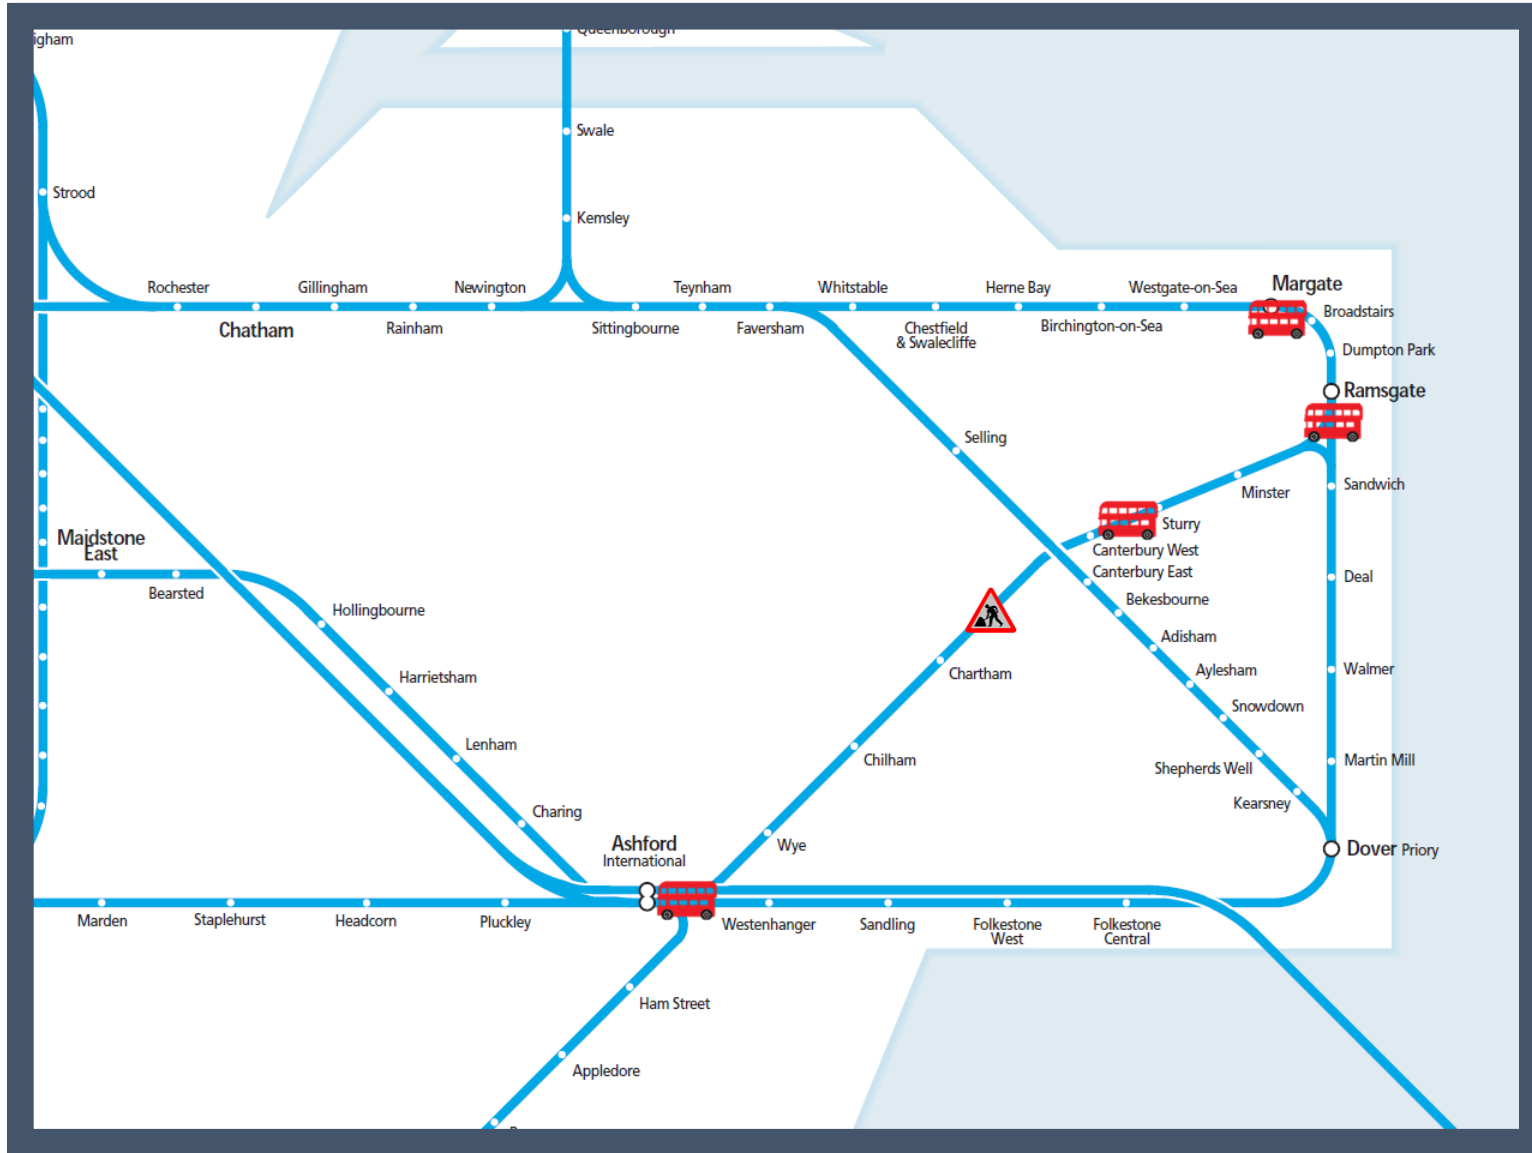 igham
Queenborough
Swale
Strood
Kemsley
Rochester
Gillingham
Newington
Teynham
Whitstable
Herne Bay
Westgate-on-Sea
Margate
Broadstairs
Chatham
Rainham
Sittingbourne
Faversham
Chestfield
& Swalecliffe
Birchington-on-Sea
Dumpton Park
Ramsgate
Selling
Minster
Sandwich
Sturry
Maidstone
East
Canterbury West
Canterbury East
Deal
Bearsted
Hollingbourne
Bekesbourne
Adisham
Harrietsham
Chartham
Aylesham
Walmer
Snowdown
Lenham
Chilham
Shepherds Well
Martin Mill
Charing
Kearsney
Ashford
International
Wye
Dover Priory
Marden
Staplehurst
Headcorn
Pluckley
Westenhanger
Sandling
Folkestone
West
Folkestone
Central
Ham Street
Appledore